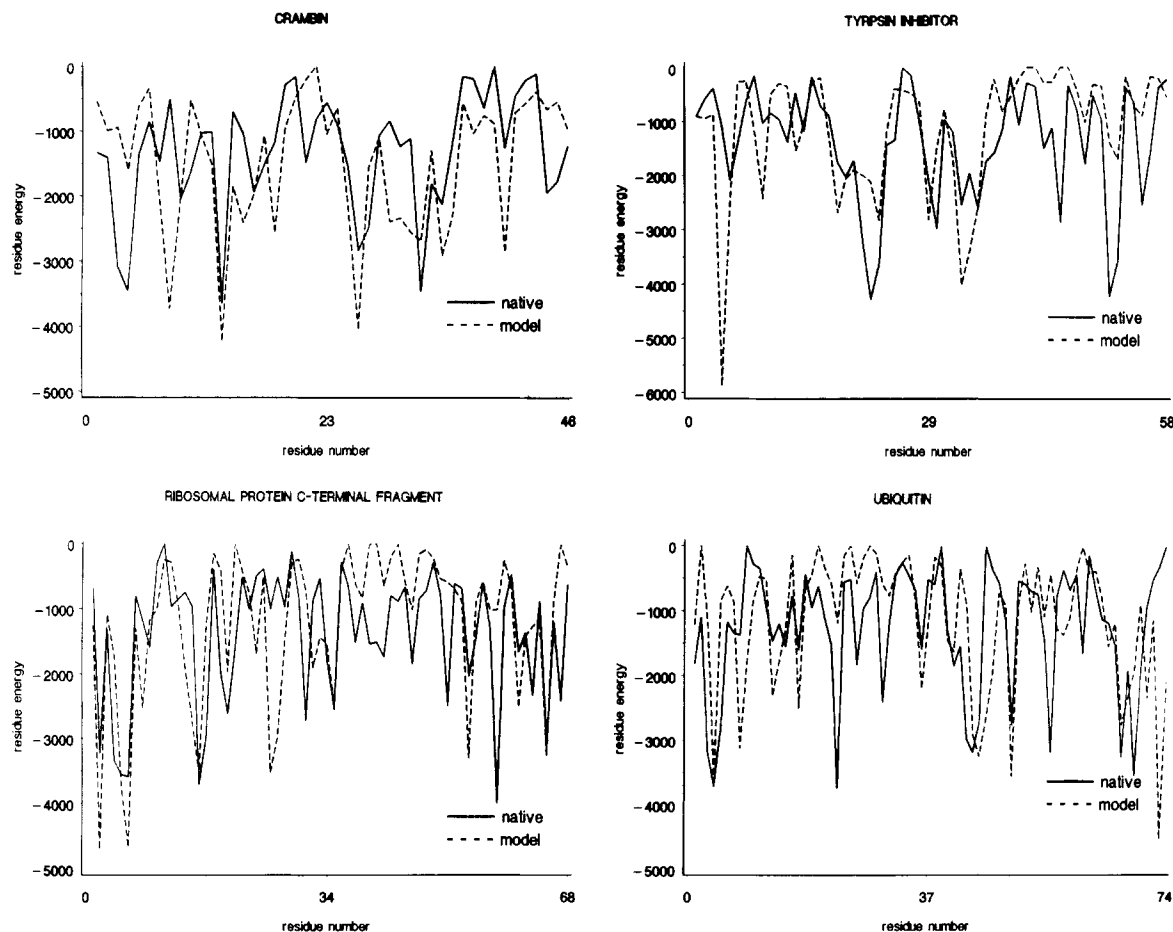 CRAMBIN
0
−1000
−2000
−3000
−4000
−5000
residue energy
native
model
0 23 46
residue number
TYRPSIN INHIBITOR
0
−1000
−2000
−3000
−4000
−5000
−6000
residue energy
native
model
0 29 58
residue number
RIBOSOMAL PROTEIN C-TERMINAL FRAGMENT
0
−1000
−2000
−3000
−4000
−5000
residue energy
native
model
0 34 68
residue number
UBIQUITIN
0
−1000
−2000
−3000
−4000
−5000
residue energy
native
model
0 37 74
residue number